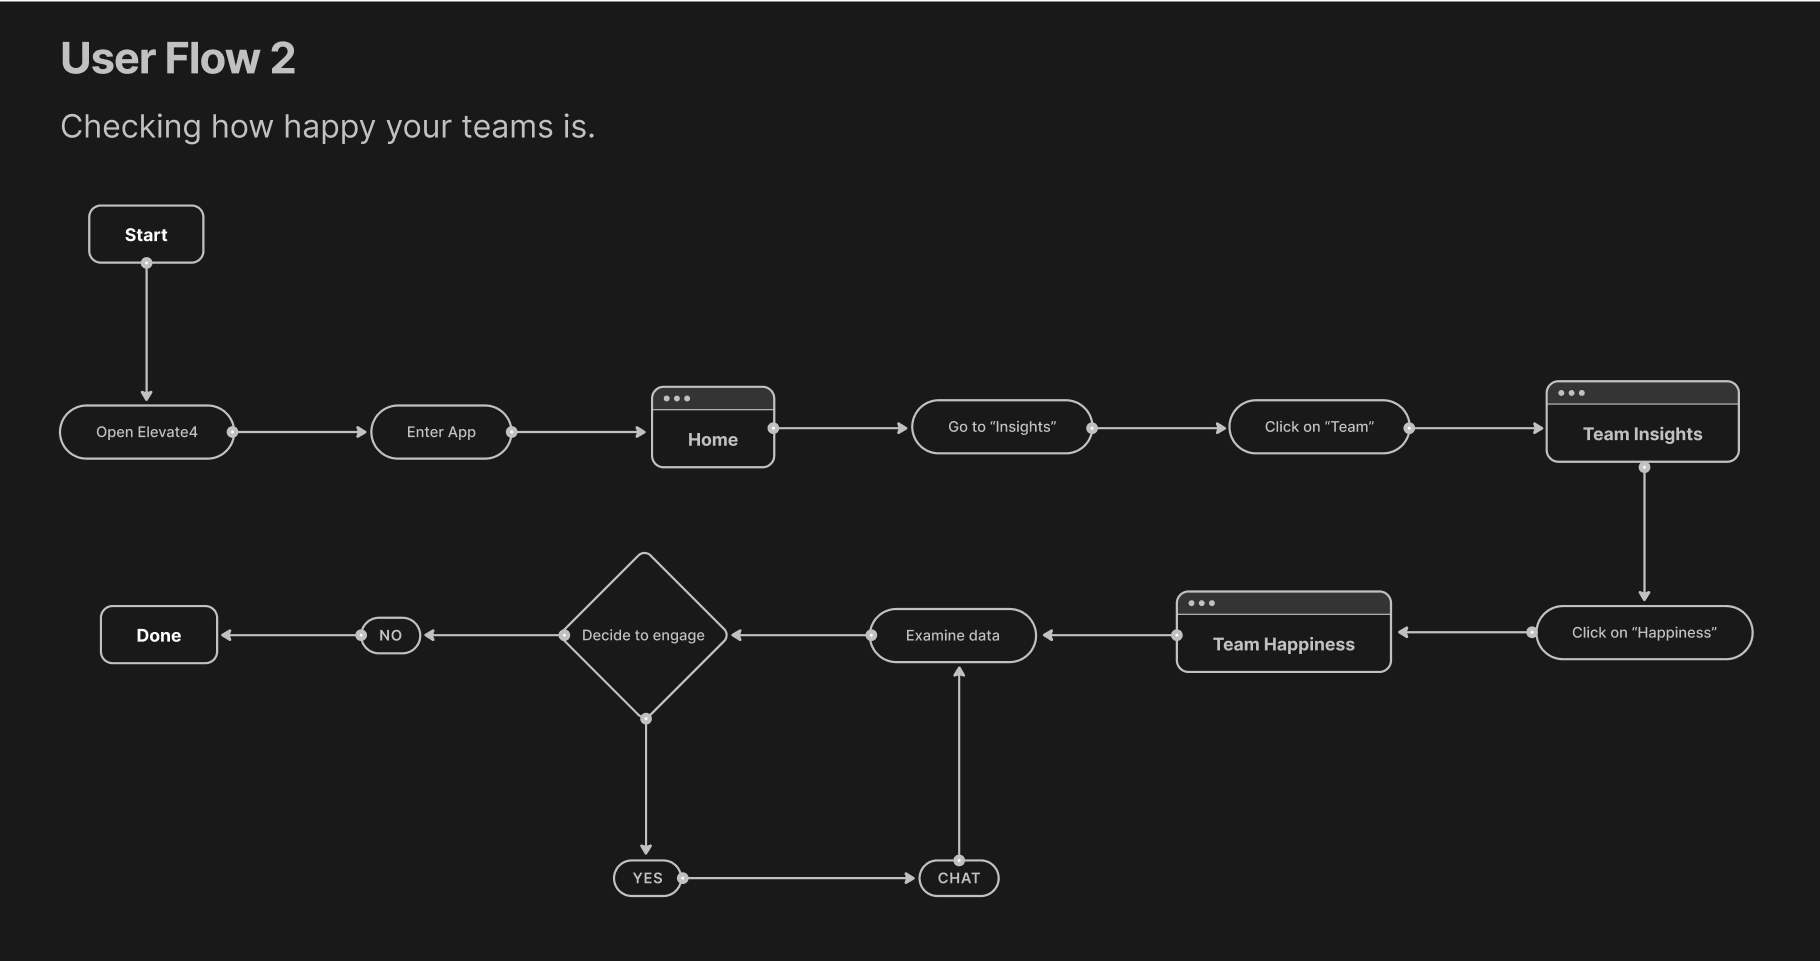 User Flow 2
Checking how happy your teams is.
Start
Open Elevate4
Enter App
Home
Go to “Insights”
Click on “Team”
Team Insights
Click on “Happiness”
Team Happiness
Examine data
Decide to engage
NO
Done
YES
CHAT